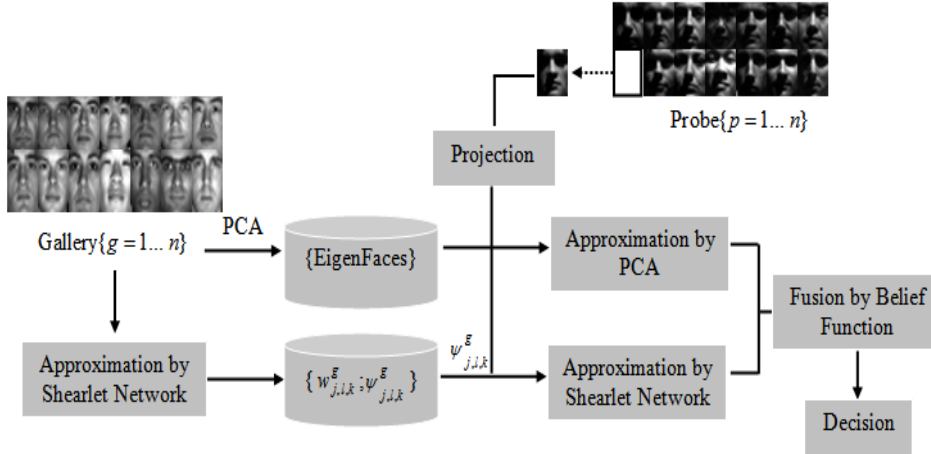 Probe{p = 1... n}
Projection
Gallery{g = 1... n}
PCA
{EigenFaces}
Approximation by
PCA
Fusion by Belief
Function
Approximation by
Shearlet Network
{ w^g_{j,l,k} ; ψ^g_{j,l,k} }
ψ^g_{j,l,k}
Approximation by
Shearlet Network
Decision